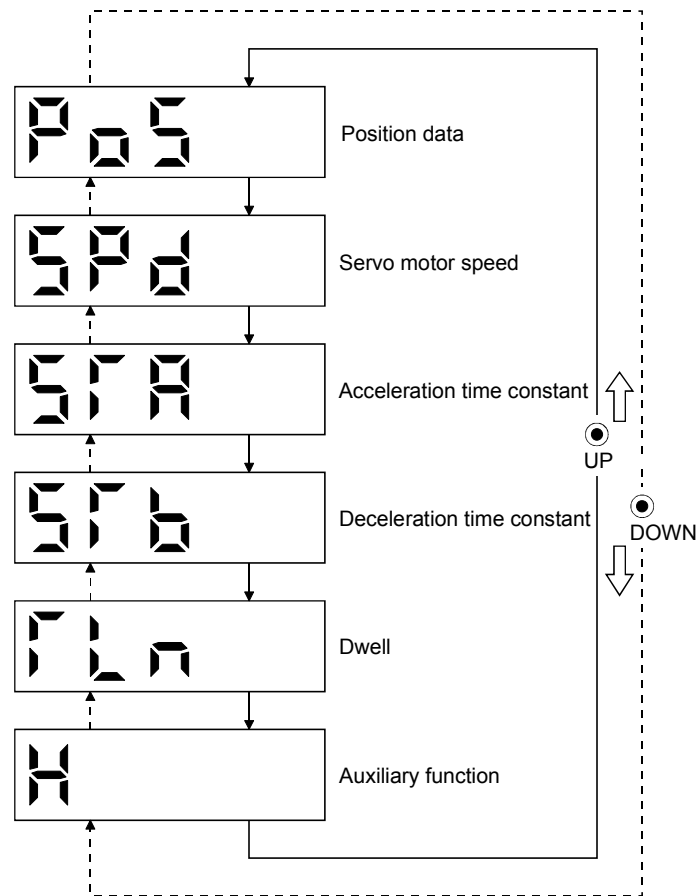 PoS
Position data
SPd
Servo motor speed
STA
Acceleration time constant
UP
STb
Deceleration time constant
DOWN
TLn
Dwell
H
Auxiliary function